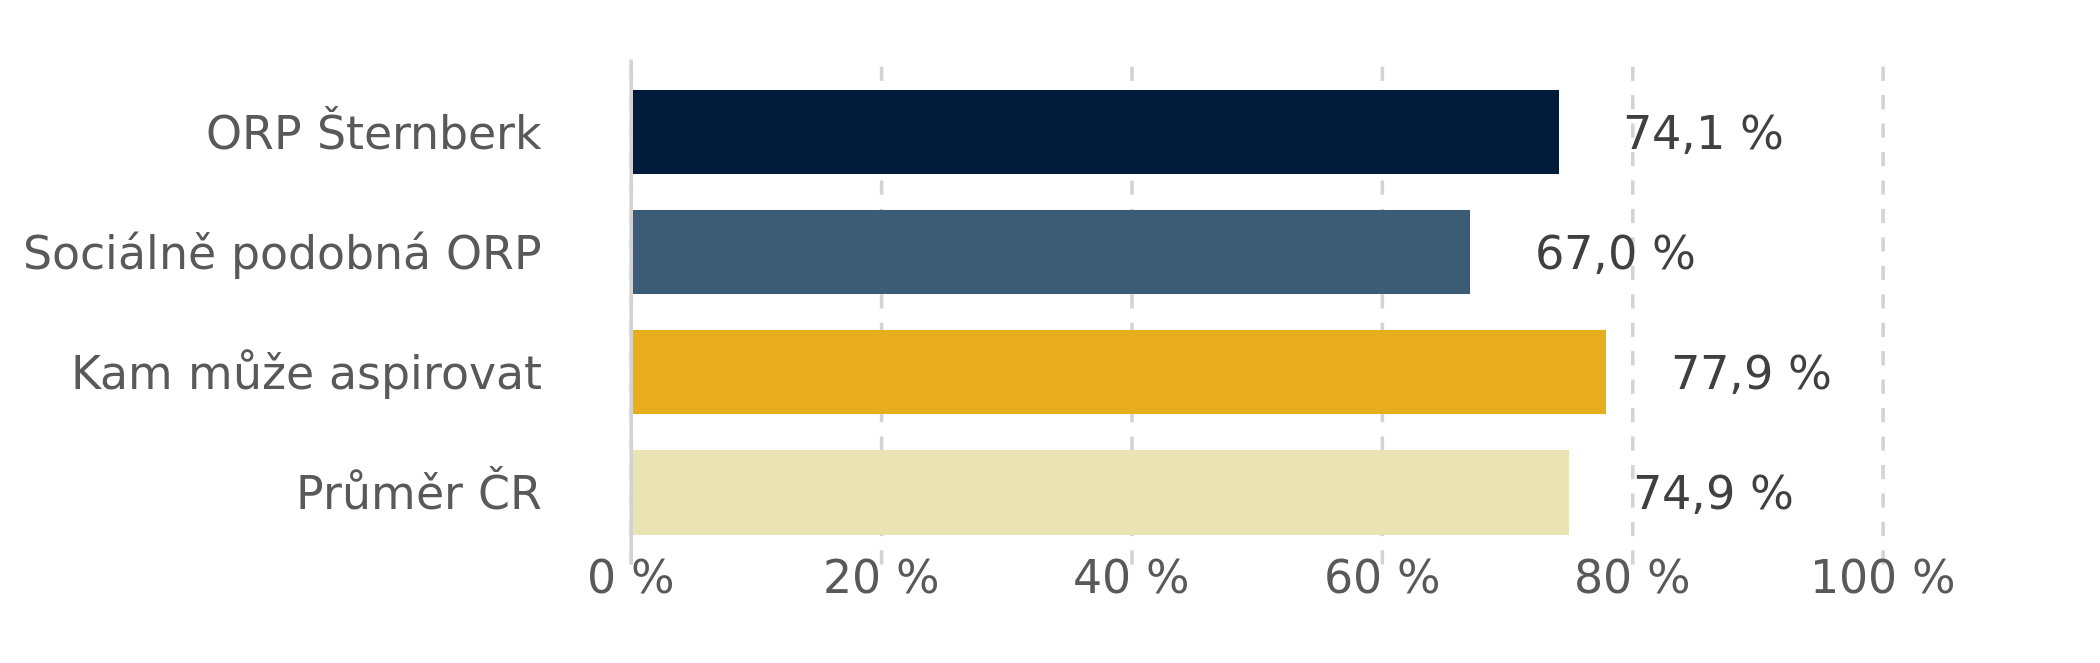 ORP Šternberk 74,1 %
Sociálně podobná ORP 67,0 %
Kam může aspirovat 77,9 %
Průměr ČR 74,9 %
0 % 20 % 40 % 60 % 80 % 100 %